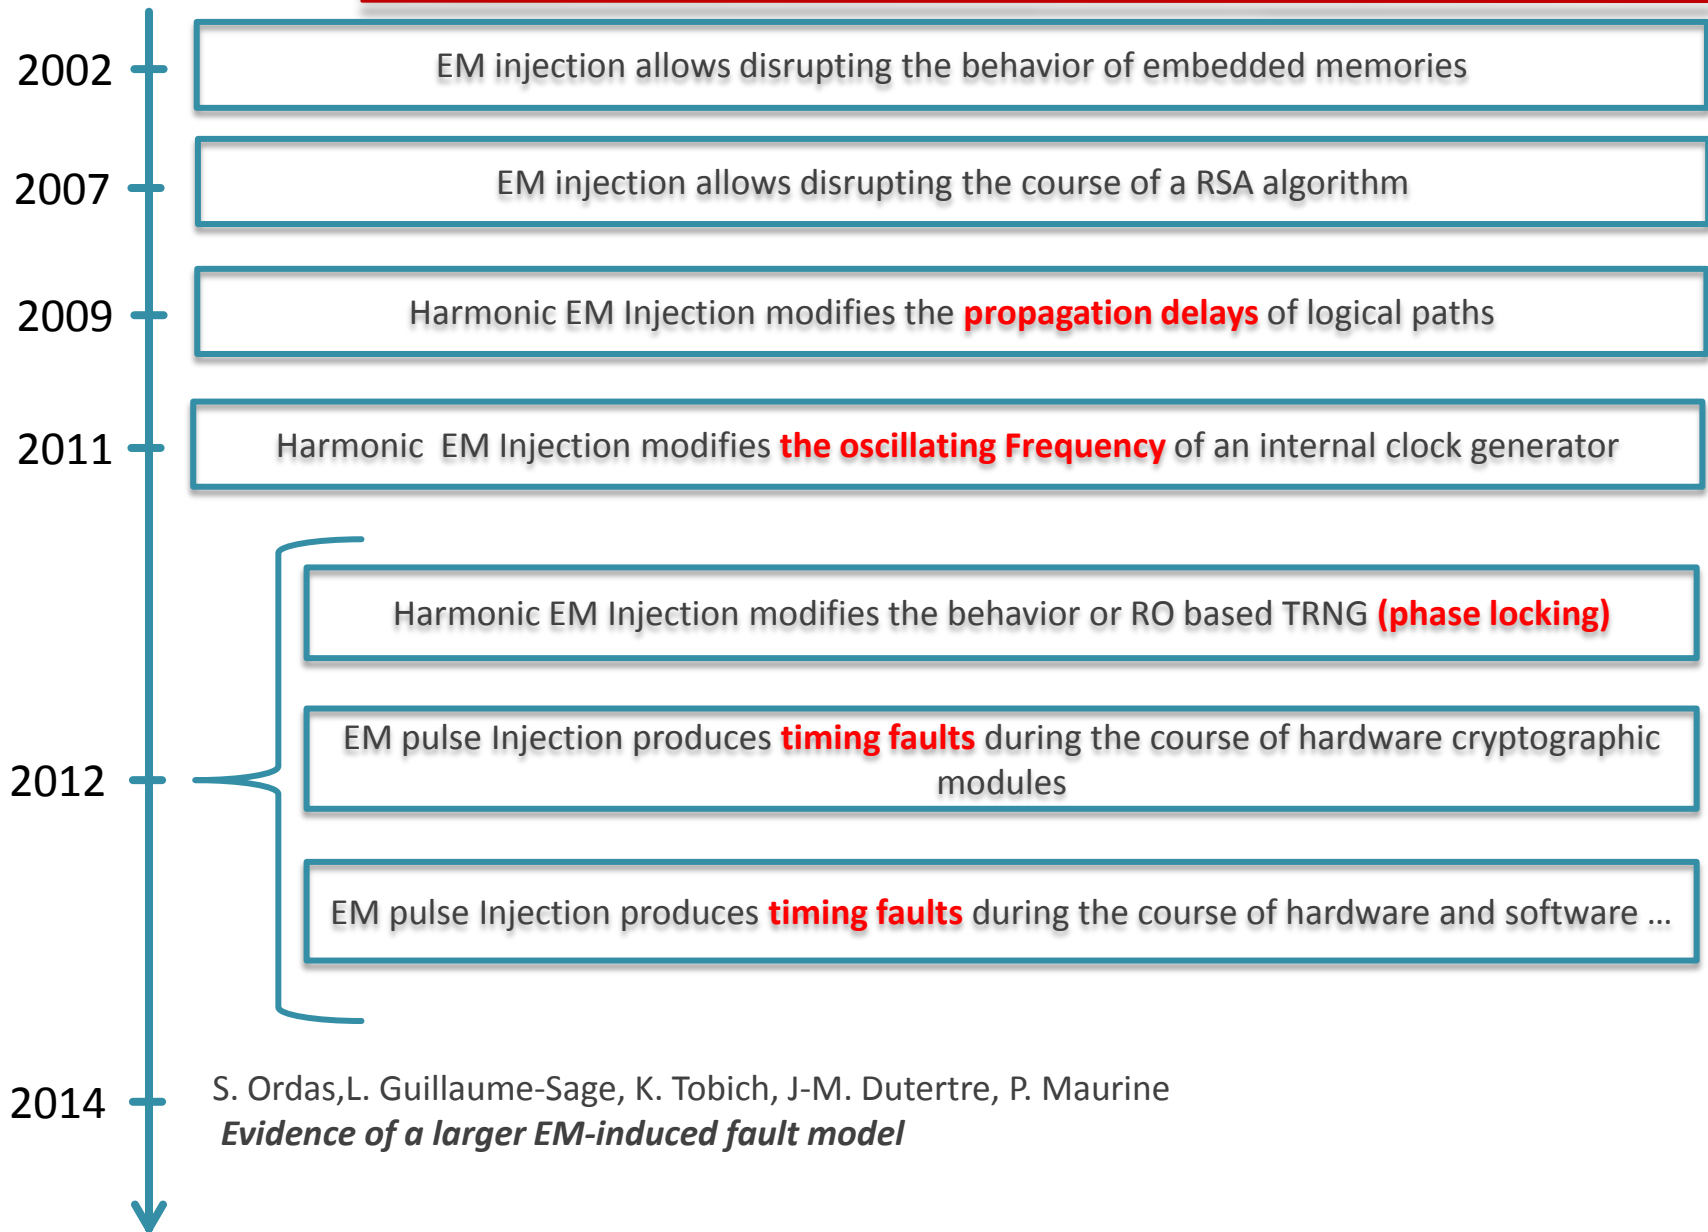 2002
EM injection allows disrupting the behavior of embedded memories
2007
EM injection allows disrupting the course of a RSA algorithm
2009
Harmonic EM Injection modifies the propagation delays of logical paths
2011
Harmonic  EM Injection modifies the oscillating Frequency of an internal clock generator
Harmonic EM Injection modifies the behavior or RO based TRNG (phase locking)
2012
EM pulse Injection produces timing faults during the course of hardware cryptographic
modules
EM pulse Injection produces timing faults during the course of hardware and software ...
2014
S. Ordas,L. Guillaume-Sage, K. Tobich, J-M. Dutertre, P. Maurine
Evidence of a larger EM-induced fault model